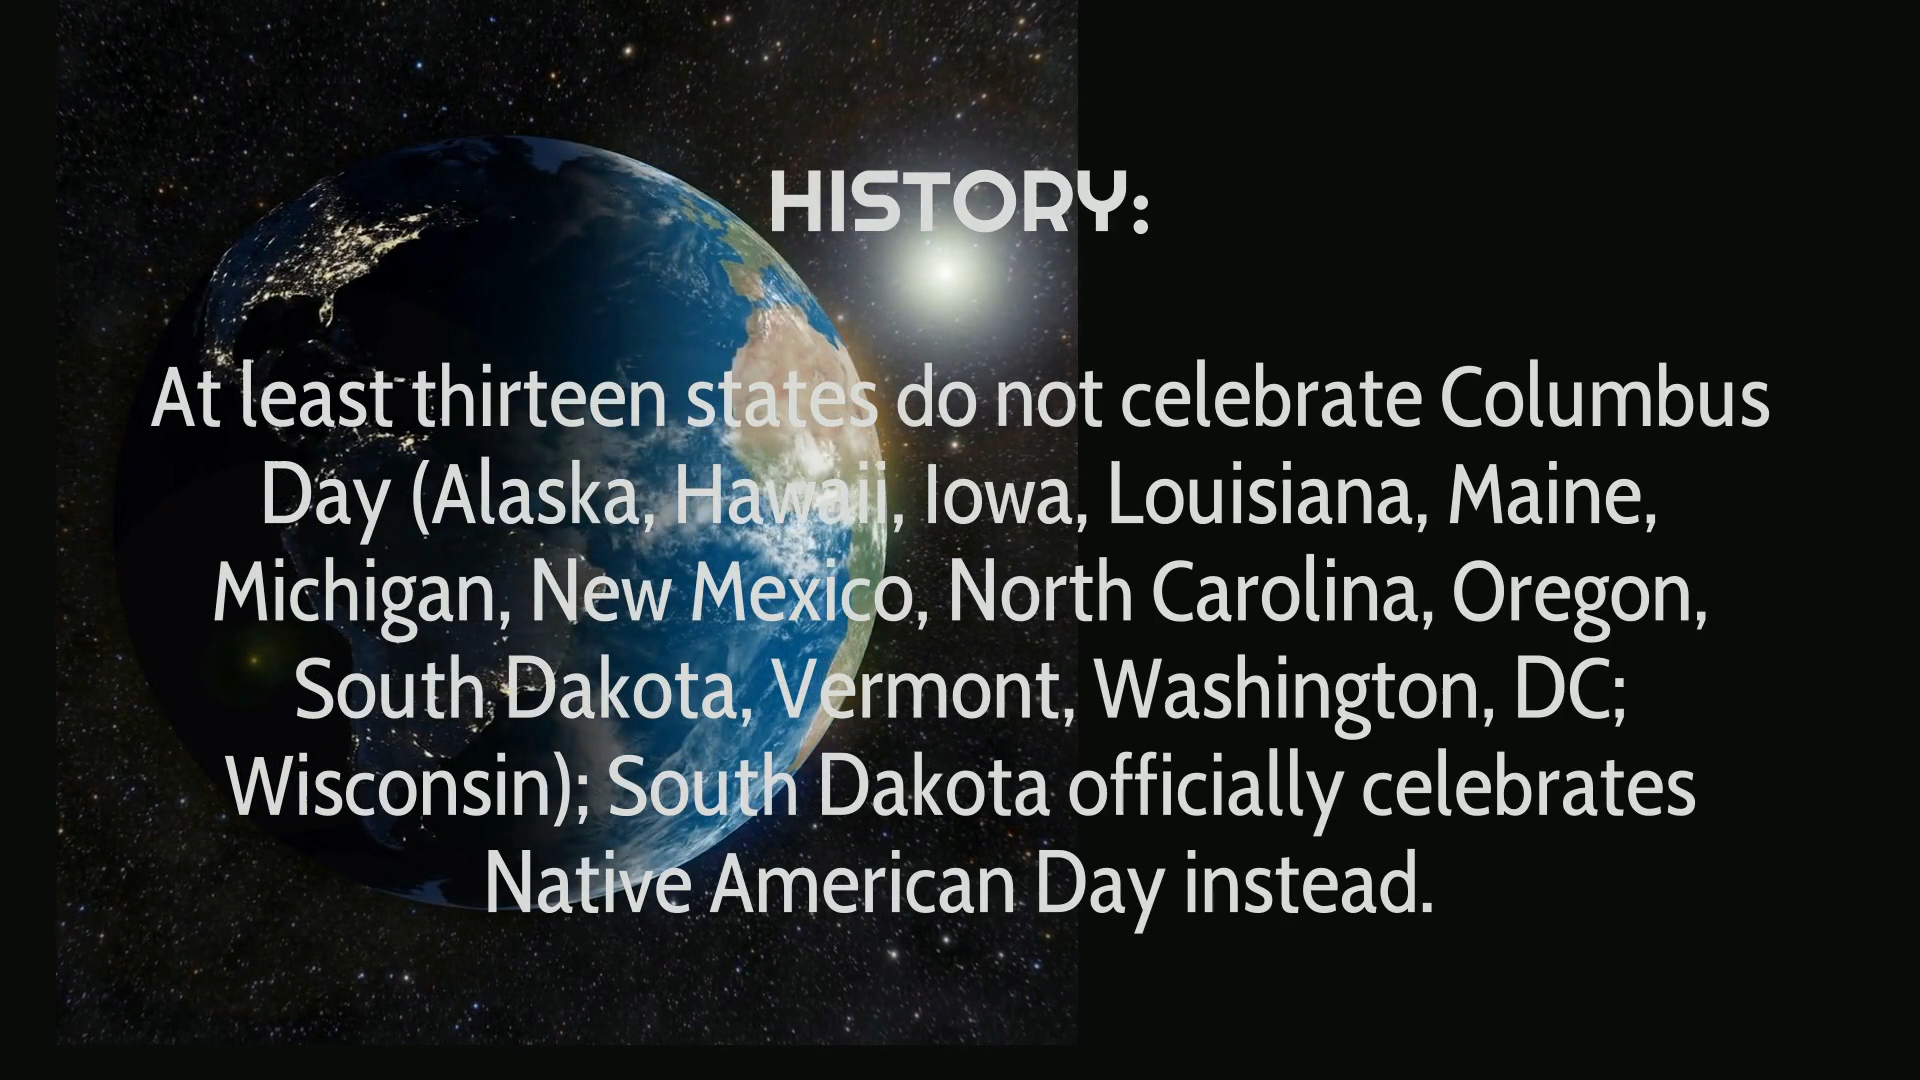 HISTORY:
At least thirteen states do not celebrate Columbus
Day (Alaska, Hawaii, Iowa, Louisiana, Maine,
Michigan, New Mexico, North Carolina, Oregon,
South Dakota, Vermont, Washington, DC;
Wisconsin); South Dakota officially celebrates
Native American Day instead.